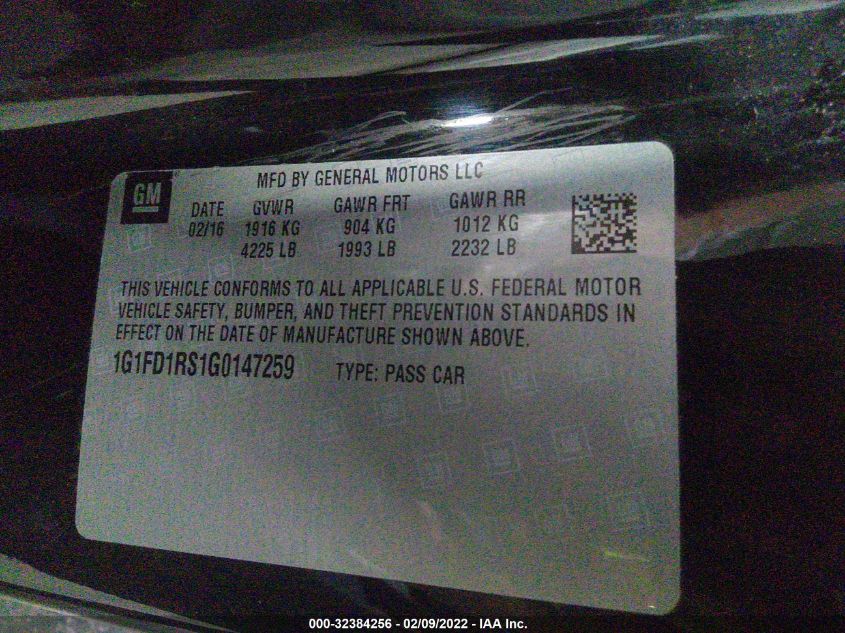 GM
MFD BY GENERAL MOTORS LLC
DATE GVWR GAWR FRT GAWR RR
02/16 1916 KG 904 KG 1012 KG
4225 LB 1993 LB 2232 LB
THIS VEHICLE CONFORMS TO ALL APPLICABLE U.S. FEDERAL MOTOR
VEHICLE SAFETY, BUMPER, AND THEFT PREVENTION STANDARDS IN
EFFECT ON THE DATE OF MANUFACTURE SHOWN ABOVE.
1G1FD1RS1G0147259 TYPE: PASS CAR
000-32384256 - 02/09/2022 - IAA Inc.